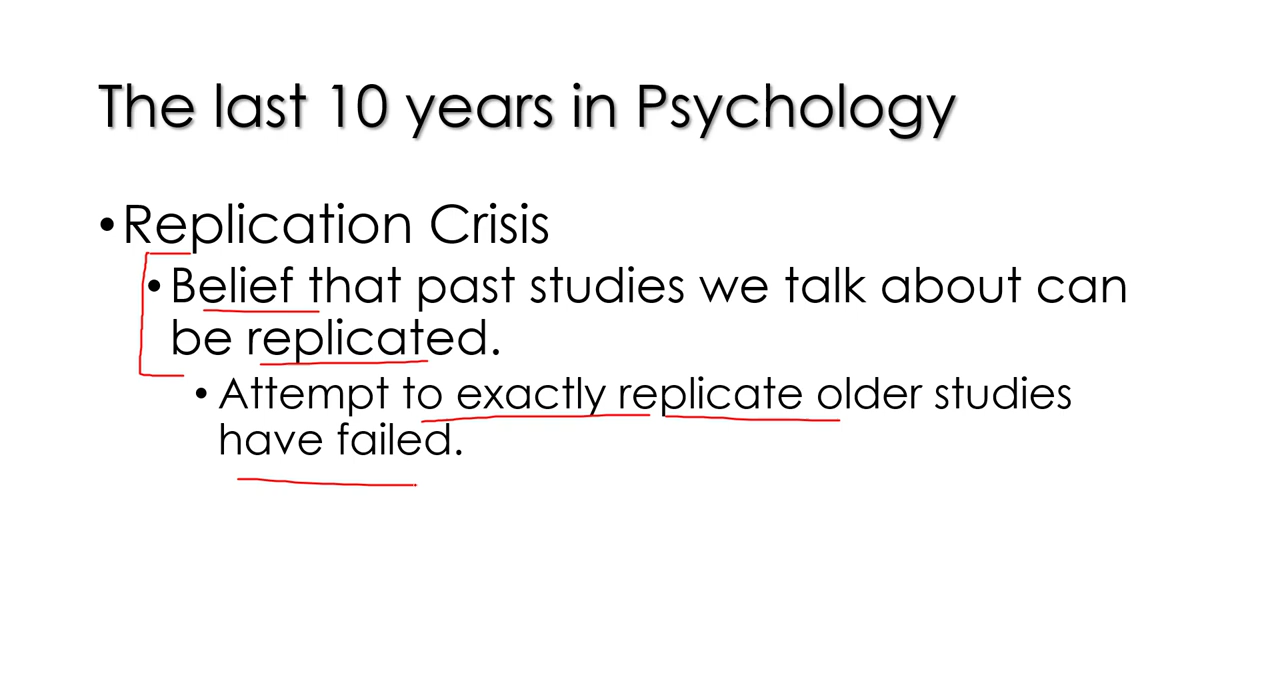 The last 10 years in Psychology
•Replication Crisis
•Belief that past studies we talk about can
be replicated.
•Attempt to exactly replicate older studies
have failed.